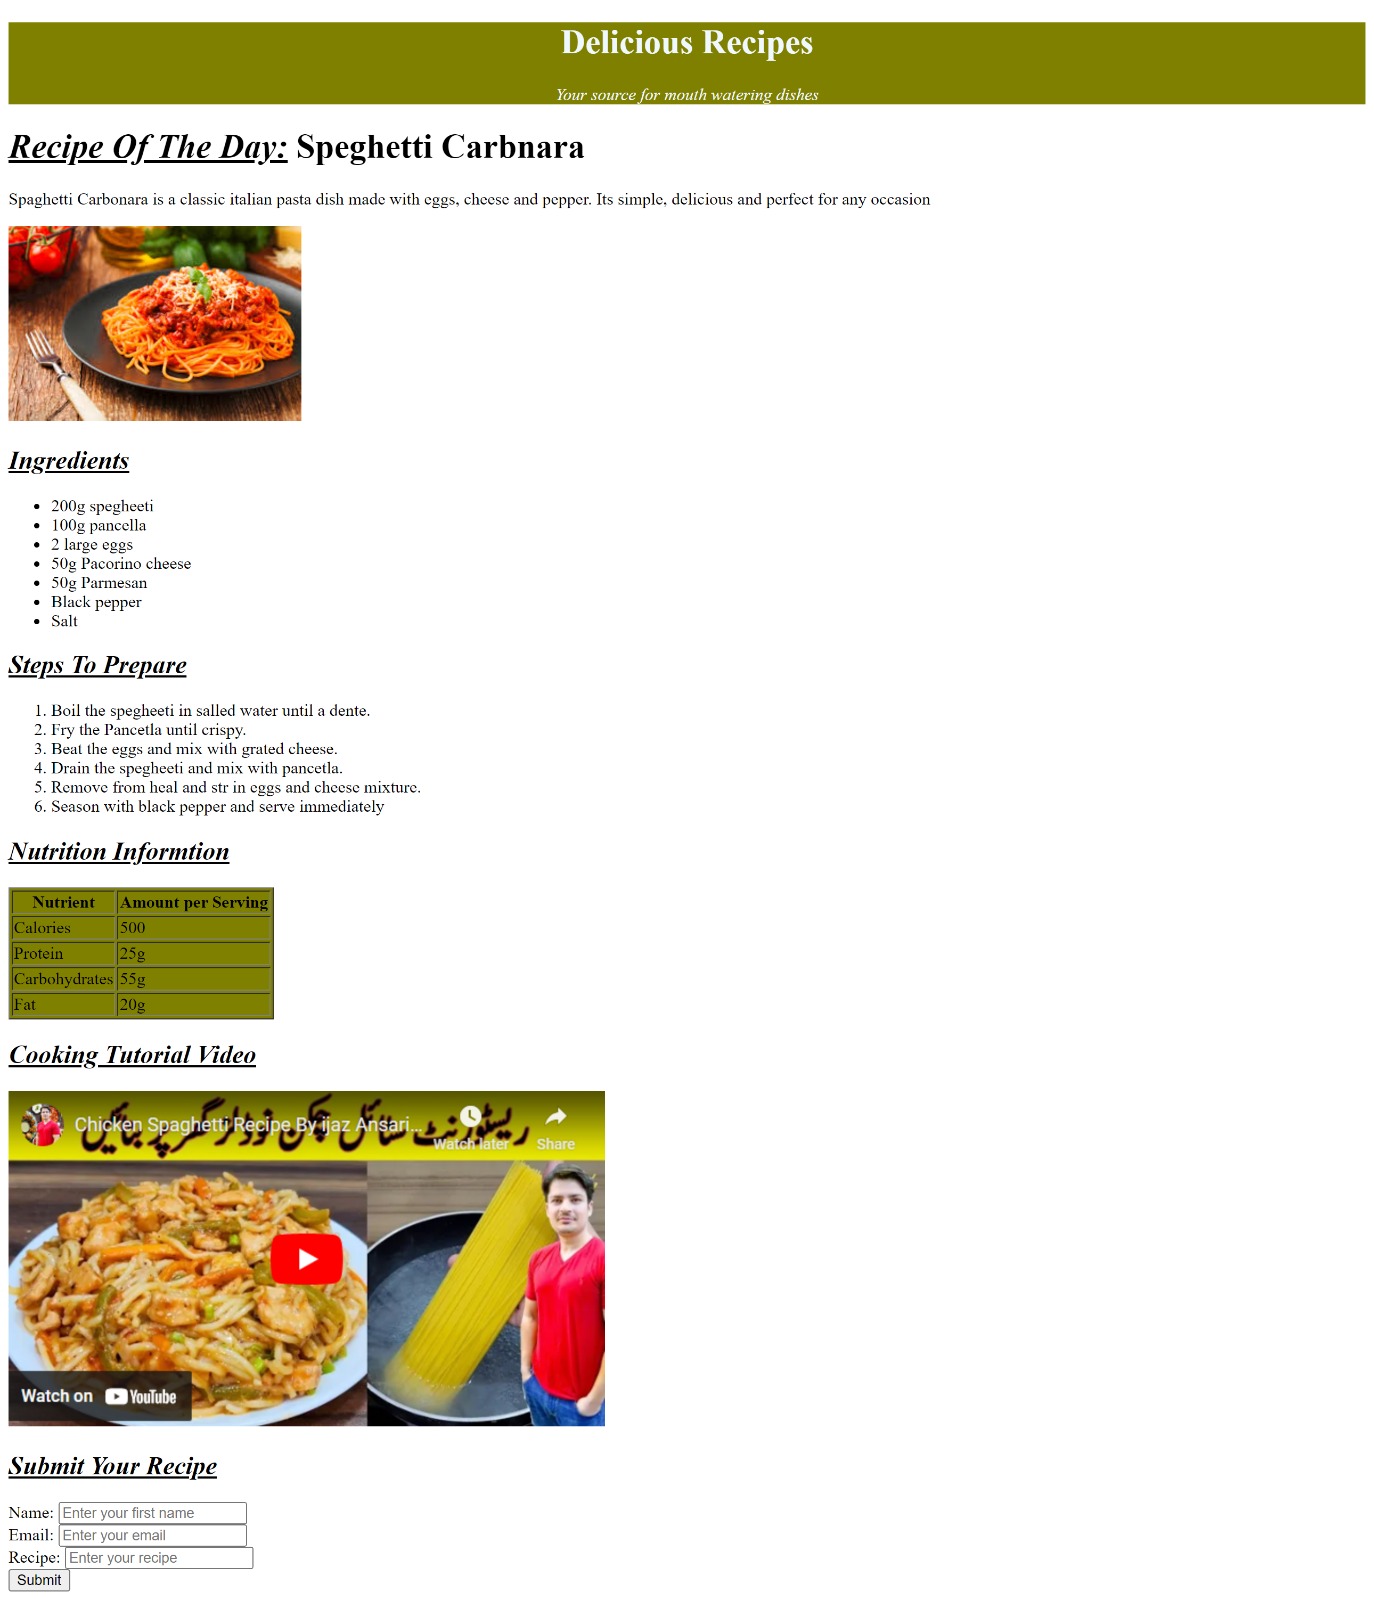 Delicious Recipes
Your source for mouth watering dishes
Recipe Of The Day: Speghetti Carbnara
Spaghetti Carbonara is a classic italian pasta dish made with eggs, cheese and pepper. Its simple, delicious and perfect for any occasion
Ingredients
200g spegheeti
100g pancella
2 large eggs
50g Pacorino cheese
50g Parmesan
Black pepper
Salt
Steps To Prepare
1. Boil the spegheeti in salled water until a dente.
2. Fry the Pancetla until crispy.
3. Beat the eggs and mix with grated cheese.
4. Drain the spegheeti and mix with pancetla.
5. Remove from heal and str in eggs and cheese mixture.
6. Season with black pepper and serve immediately
Nutrition Informtion
Nutrient Amount per Serving
Calories 500
Protein 25g
Carbohydrates 55g
Fat 20g
Cooking Tutorial Video
ریسٹورنٹ سٹائل چکن نوڈلز گھر پر بنائیں
Chicken Spaghetti Recipe By ijaz Ansari...
Watch later Share
Watch on YouTube
Submit Your Recipe
Name: Enter your first name
Email: Enter your email
Recipe: Enter your recipe
Submit